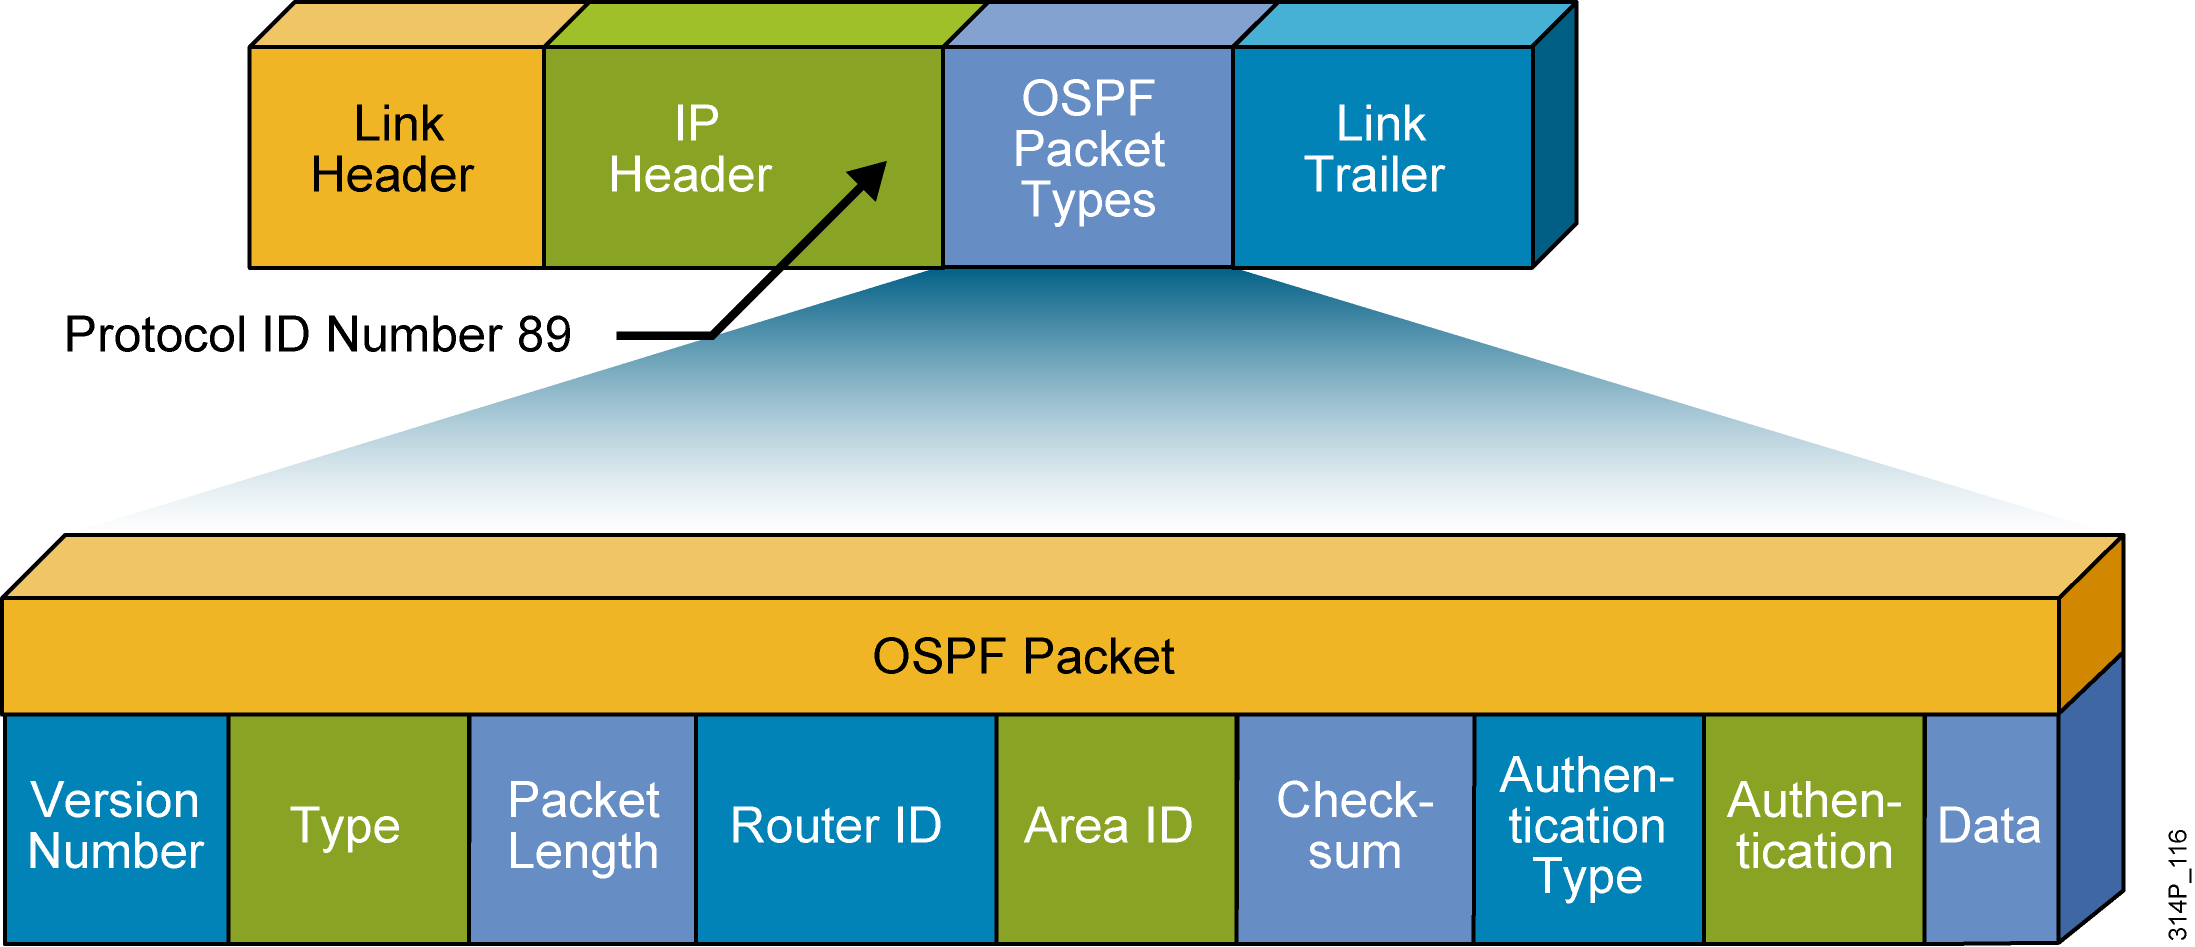 Link
Header
IP
Header
OSPF
Packet
Types
Link
Trailer
Protocol ID Number 89
OSPF Packet
Version
Number
Type
Packet
Length
Router ID
Area ID
Check-
sum
Authen-
tication
Type
Authen-
tication
Data
314P_116